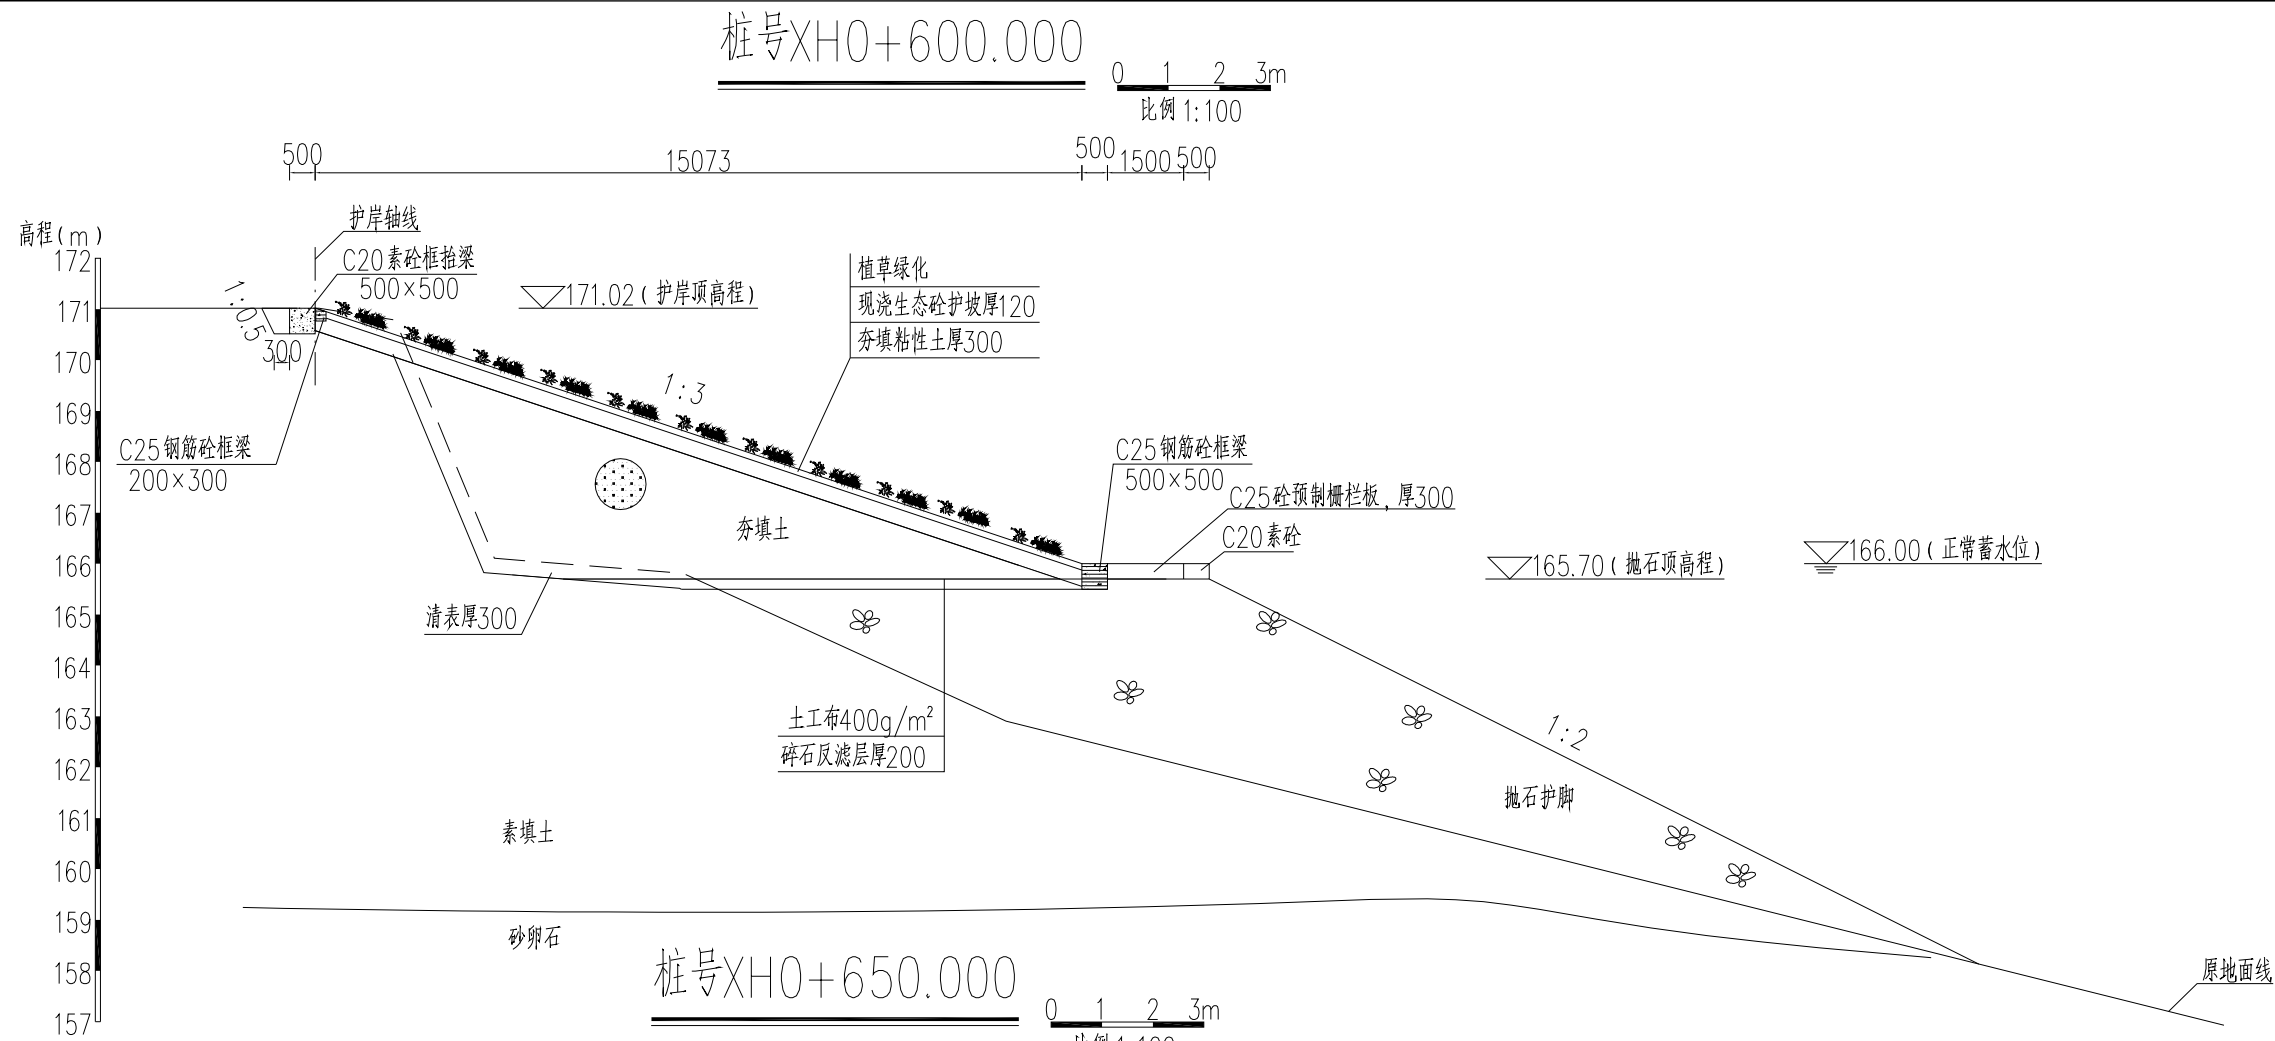 桩号XH0+600.000
0 1 2 3m
比例 1:100
500 15073 500 1500 500
高程(m)
护岸轴线
C20素砼框抬梁
500×500
171.02(护岸顶高程)
植草绿化
现浇生态砼护坡厚120
夯填粘性土厚300
1:0.5
300
1:3
C25钢筋砼框梁
200×300
C25钢筋砼框梁
500×500
C25砼预制栅栏板,厚300
C20素砼
夯填土
165.70(抛石顶高程)
166.00(正常蓄水位)
清表厚300
土工布400g/m²
碎石反滤层厚200
1:2
抛石护脚
素填土
砂卵石
原地面线
172
171
170
169
168
167
166
165
164
163
162
161
160
159
158
157
桩号XH0+650.000
0 1 2 3m